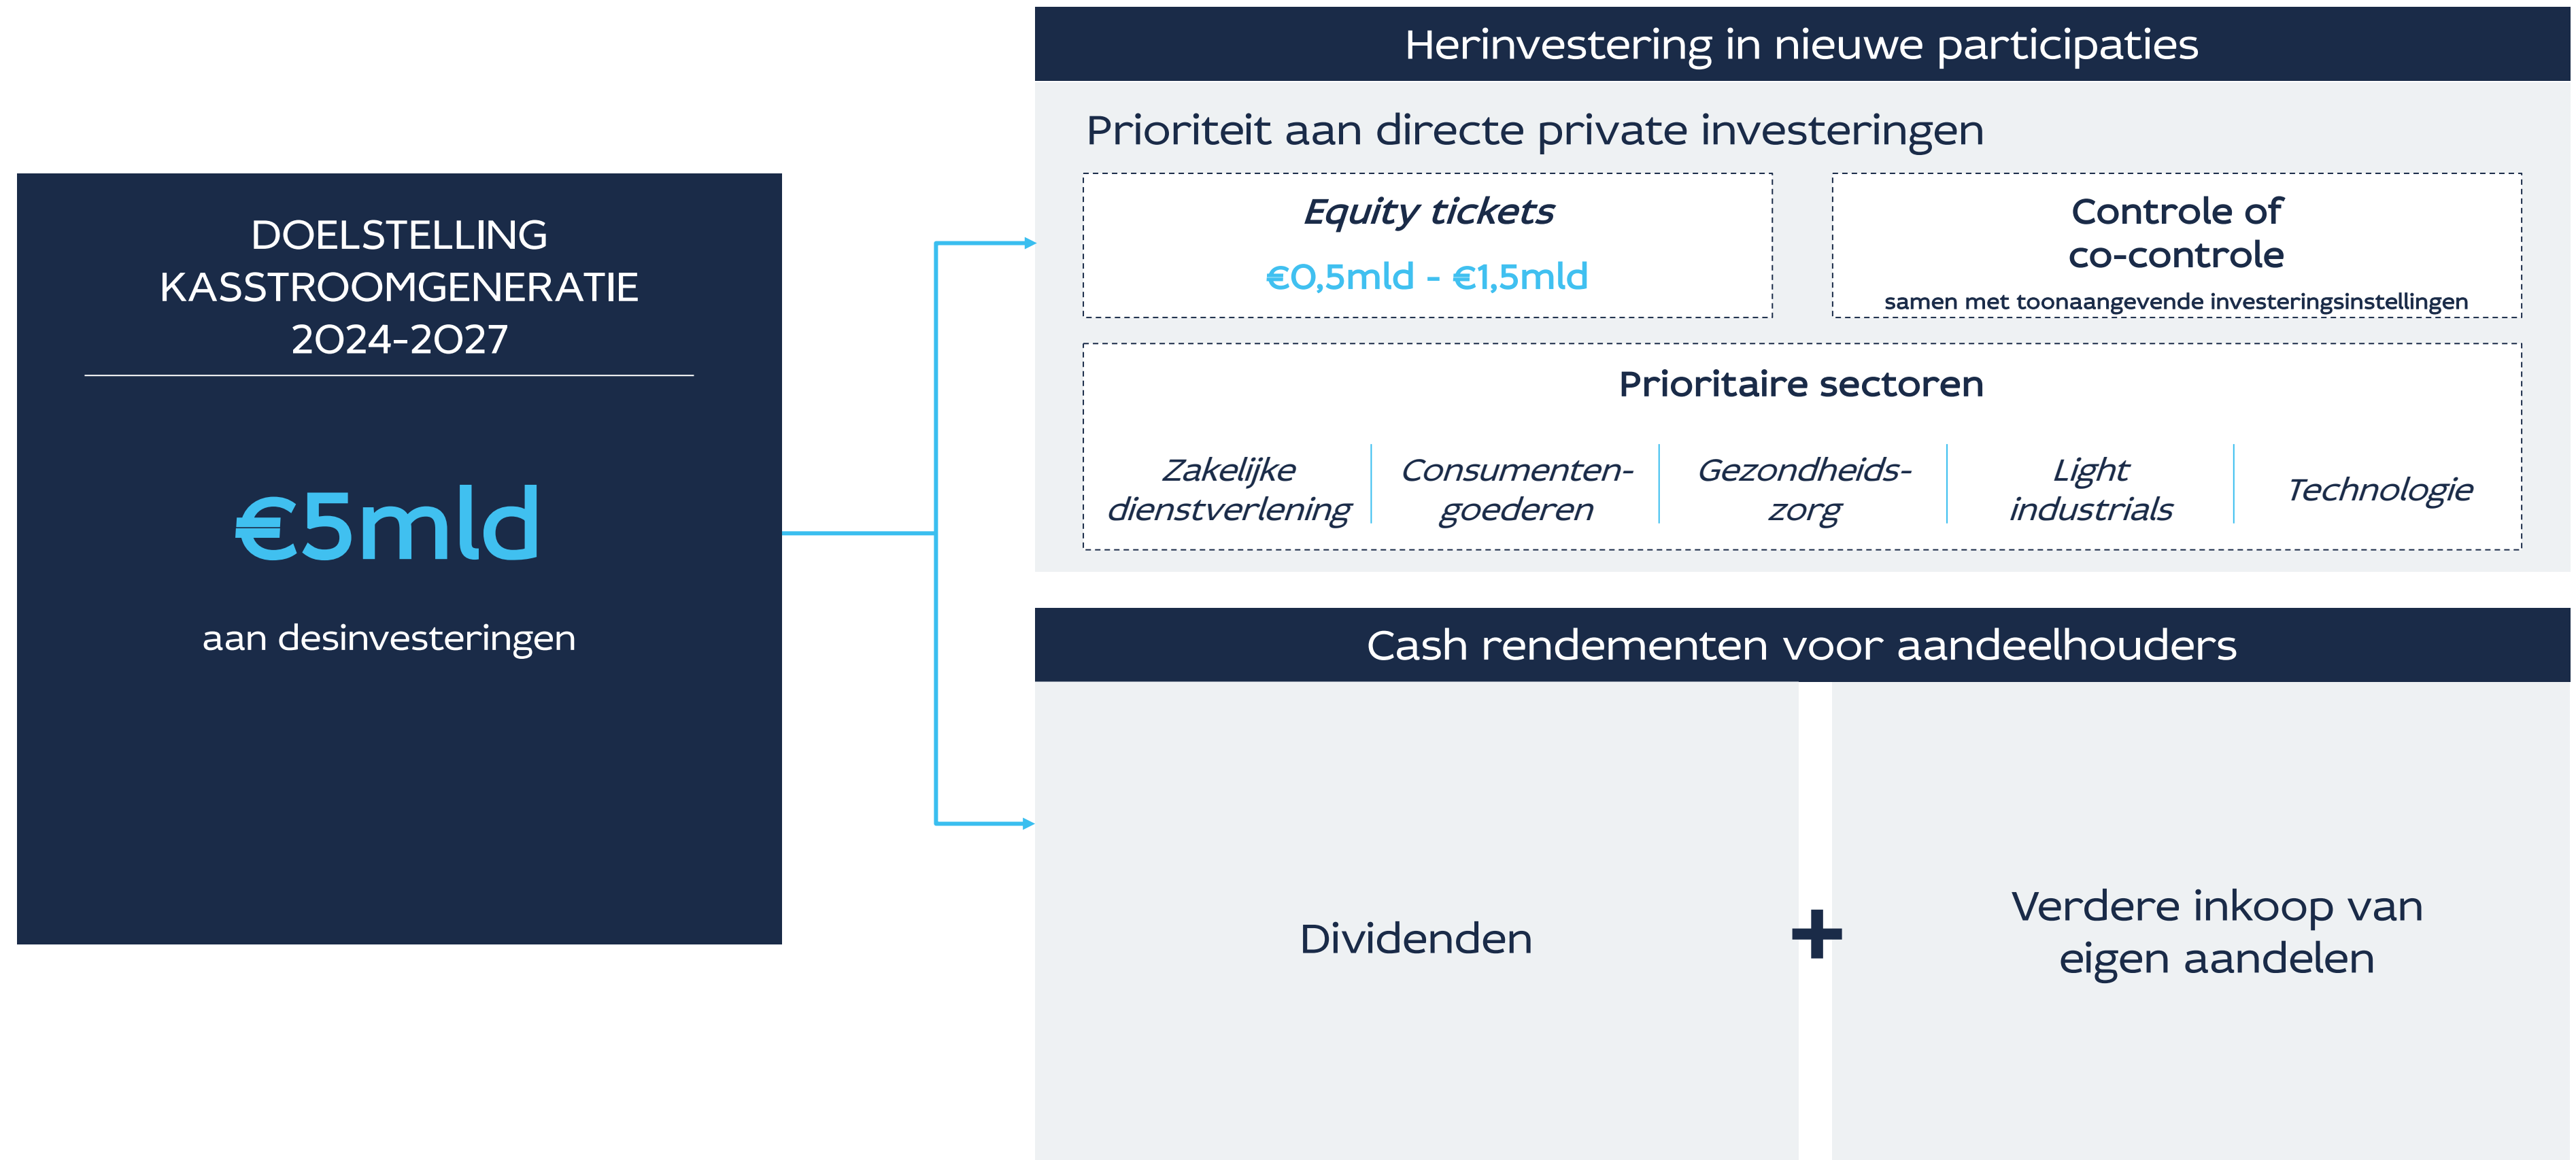 DOELSTELLING
KASSTROOMGENERATIE
2024-2027
€5mld
aan desinvesteringen
Herinvestering in nieuwe participaties
Prioriteit aan directe private investeringen
Equity tickets
€0,5mld - €1,5mld
Controle of
co-controle
samen met toonaangevende investeringsinstellingen
Prioritaire sectoren
Zakelijke
dienstverlening
Consumenten-
goederen
Gezondheids-
zorg
Light
industrials
Technologie
Cash rendementen voor aandeelhouders
Dividenden
+
Verdere inkoop van
eigen aandelen